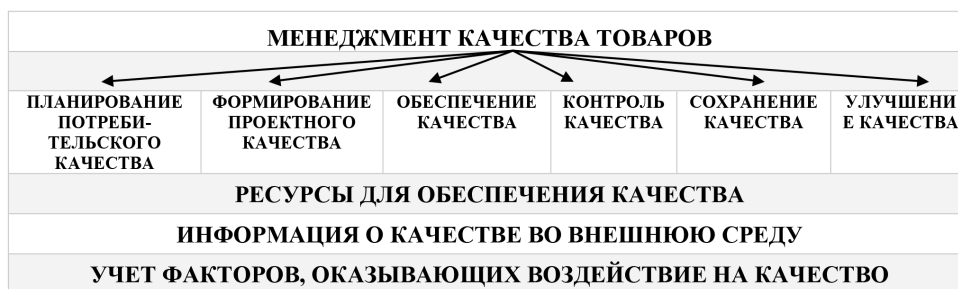 МЕНЕДЖМЕНТ КАЧЕСТВА ТОВАРОВ
ПЛАНИРОВАНИЕ
ПОТРЕБИ-
ТЕЛЬСКОГО
КАЧЕСТВА
ФОРМИРОВАНИЕ
ПРОЕКТНОГО
КАЧЕСТВА
ОБЕСПЕЧЕНИЕ
КАЧЕСТВА
КОНТРОЛЬ
КАЧЕСТВА
СОХРАНЕНИЕ
КАЧЕСТВА
УЛУЧШЕНИ
Е КАЧЕСТВА
РЕСУРСЫ ДЛЯ ОБЕСПЕЧЕНИЯ КАЧЕСТВА
ИНФОРМАЦИЯ О КАЧЕСТВЕ ВО ВНЕШНЮЮ СРЕДУ
УЧЕТ ФАКТОРОВ, ОКАЗЫВАЮЩИХ ВОЗДЕЙСТВИЕ НА КАЧЕСТВО